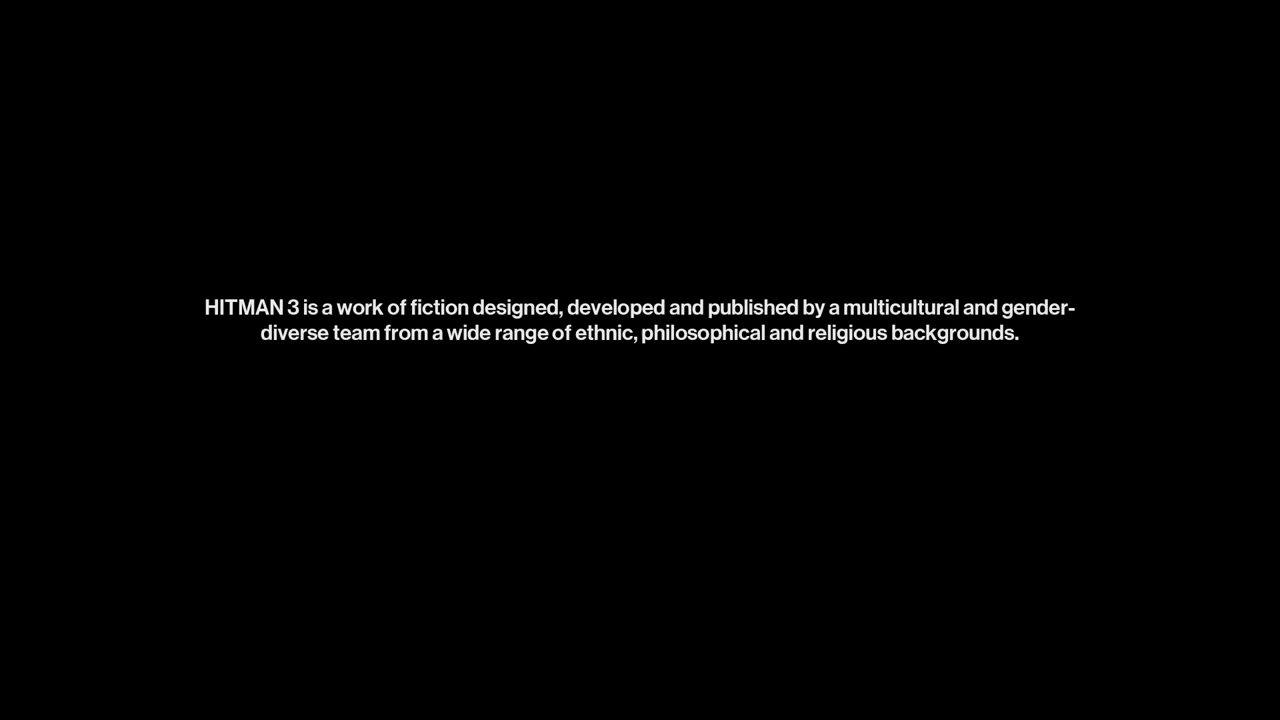 HITMAN 3 is a work of fiction designed, developed and published by a multicultural and gender-
diverse team from a wide range of ethnic, philosophical and religious backgrounds.